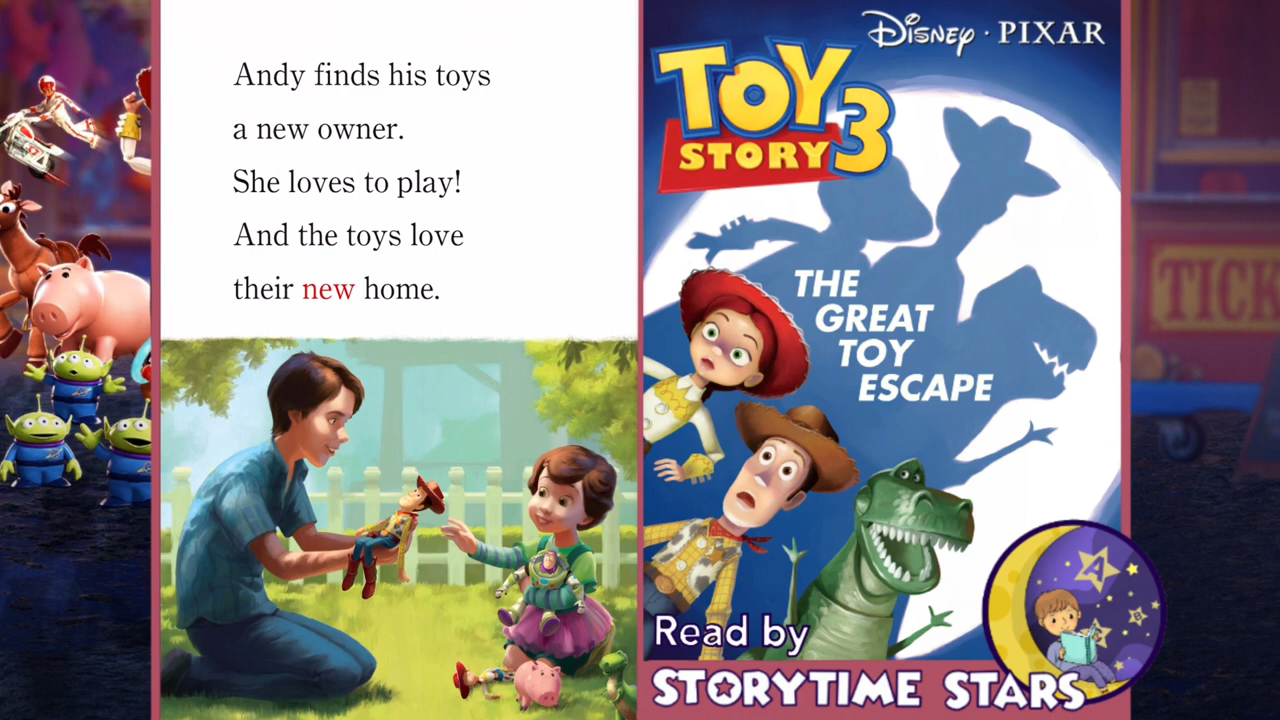 Andy finds his toys
a new owner.
She loves to play!
And the toys love
their new home.
Disney · PIXAR
TOY
STORY 3
THE
GREAT
TOY
ESCAPE
Read by
STORYTIME STARS
A
B
TICK